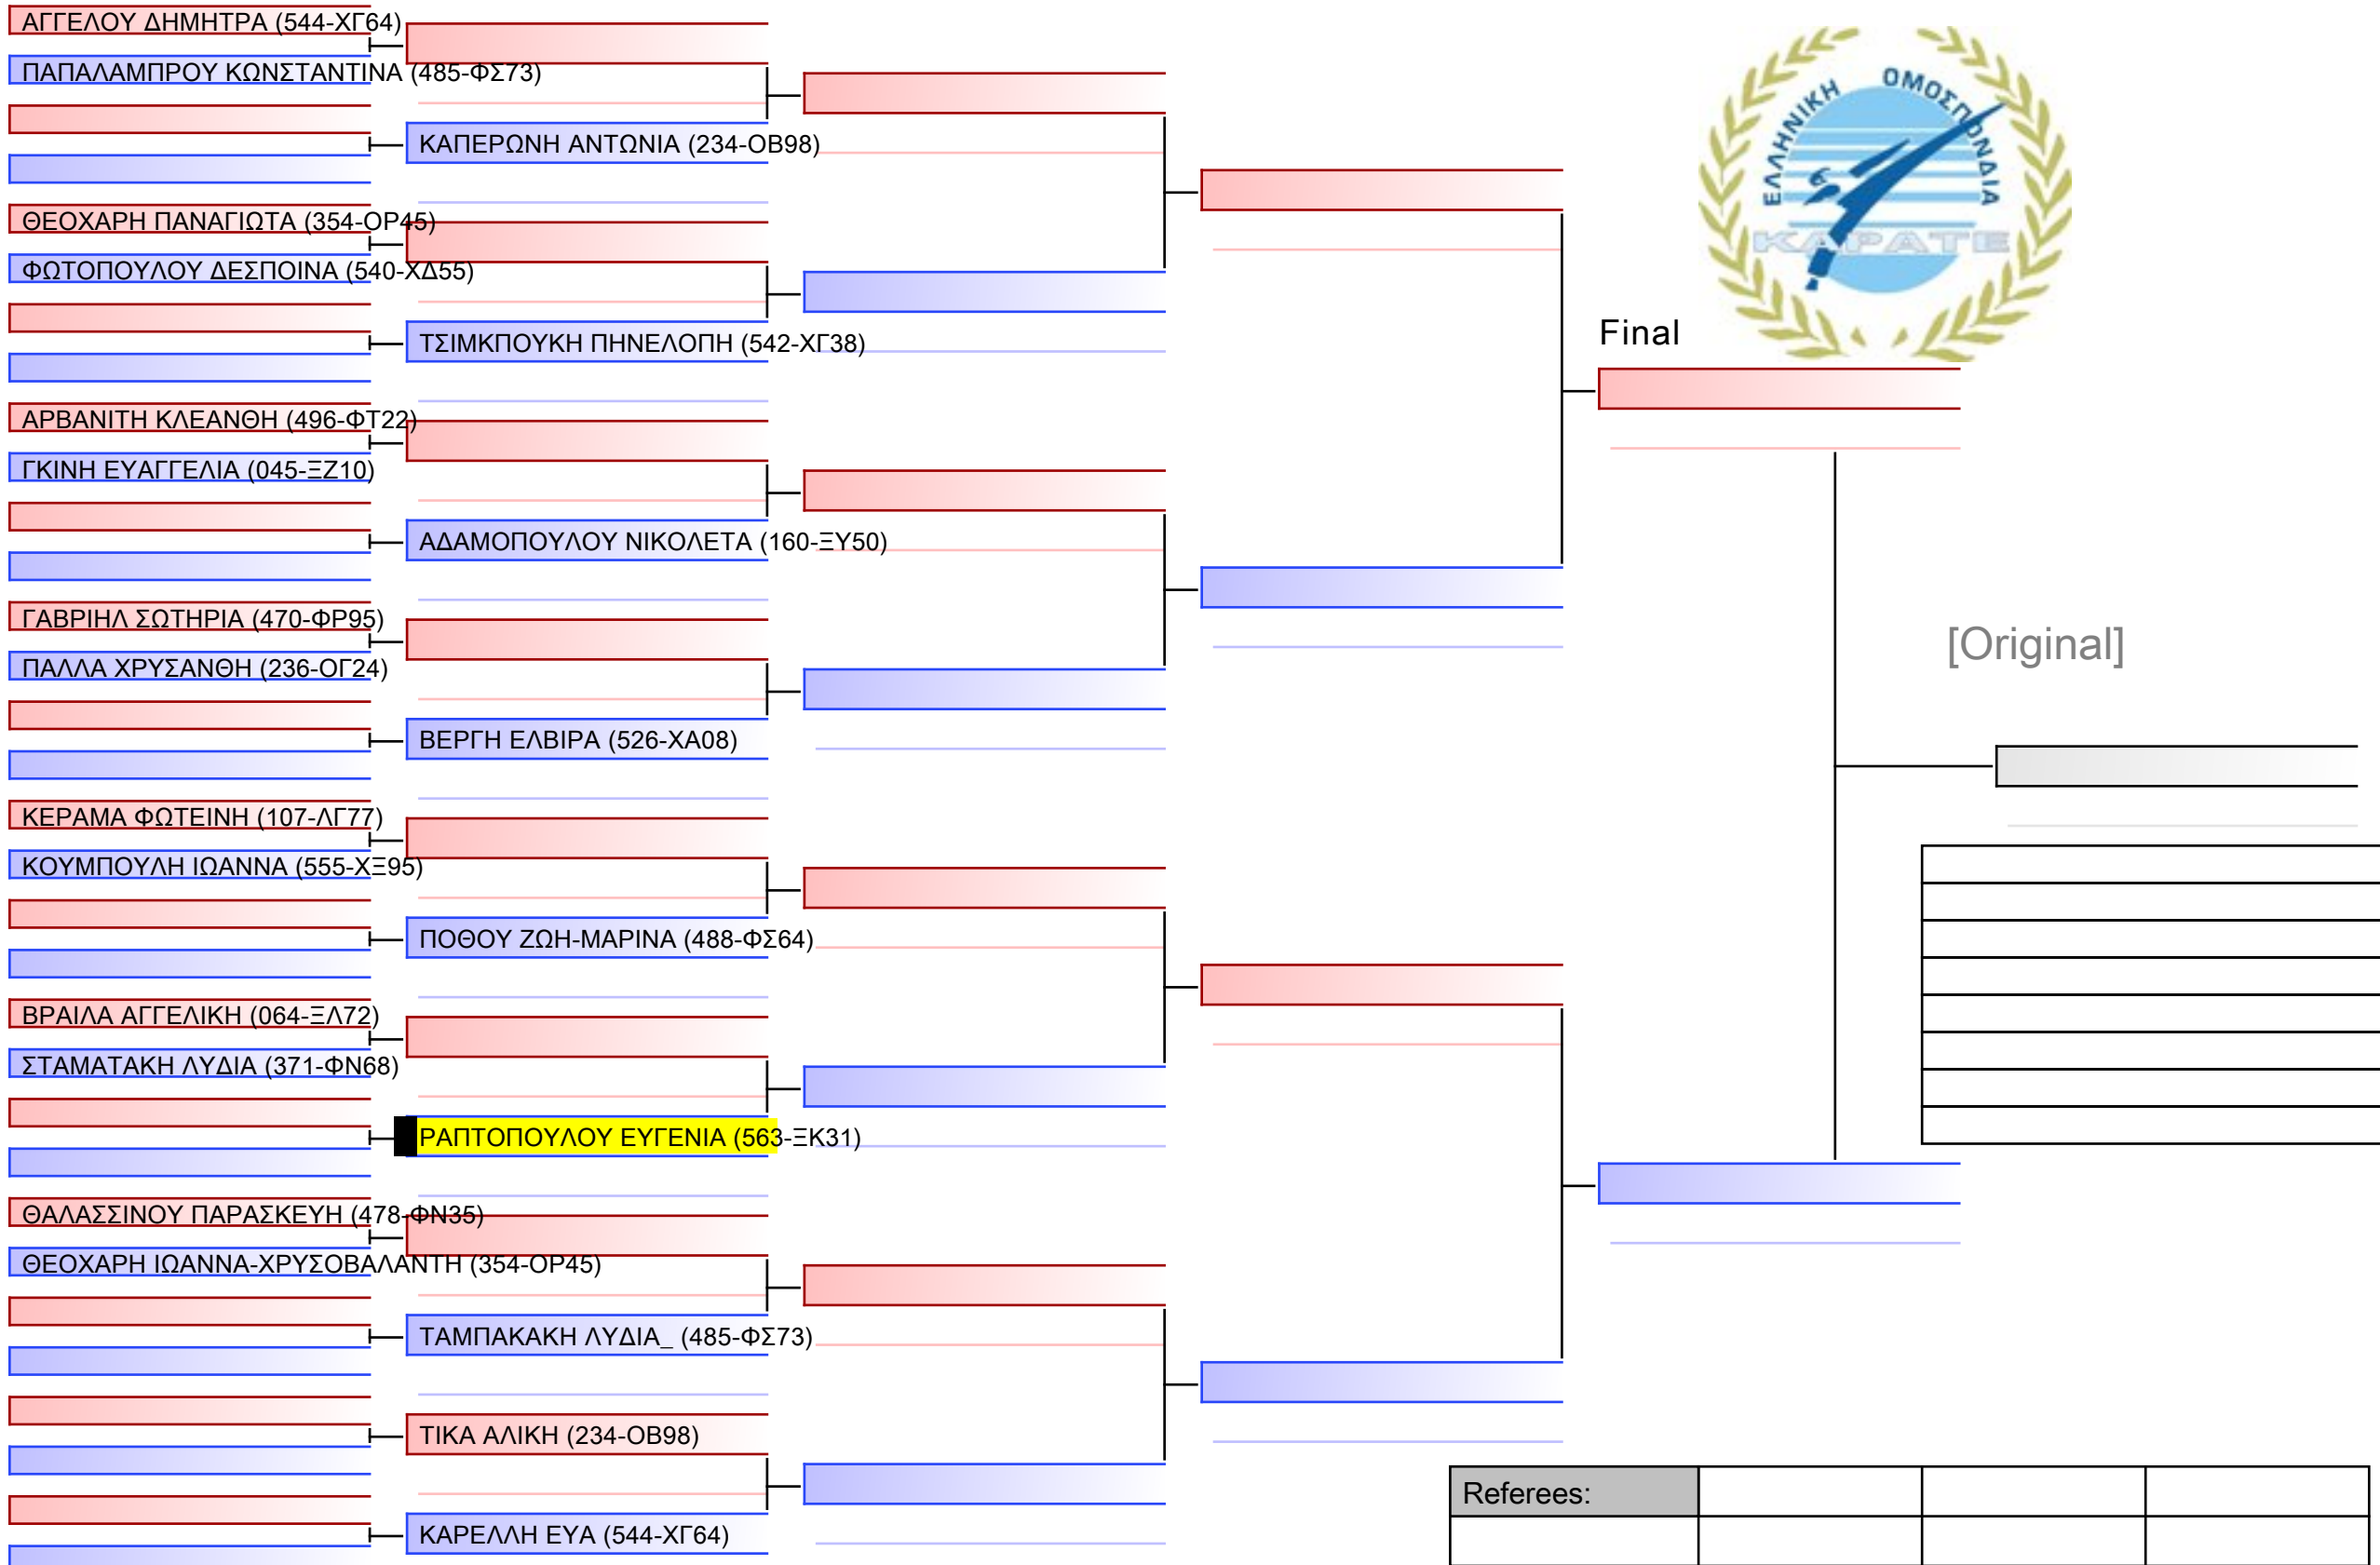 ΑΓΓΕΛΟΥ ΔΗΜΗΤΡΑ (544-ΧΓ64)
ΠΑΠΑΛΑΜΠΡΟΥ ΚΩΝΣΤΑΝΤΙΝΑ (485-ΦΣ73)
ΚΑΠΕΡΩΝΗ ΑΝΤΩΝΙΑ (234-ΟΒ98)
ΘΕΟΧΑΡΗ ΠΑΝΑΓΙΩΤΑ (354-ΟΡ45)
ΦΩΤΟΠΟΥΛΟΥ ΔΕΣΠΟΙΝΑ (540-ΧΔ55)
ΤΣΙΜΚΠΟΥΚΗ ΠΗΝΕΛΟΠΗ (542-ΧΓ38)
ΑΡΒΑΝΙΤΗ ΚΛΕΑΝΘΗ (496-ΦΤ22)
ΓΚΙΝΗ ΕΥΑΓΓΕΛΙΑ (045-ΞΖ10)
ΑΔΑΜΟΠΟΥΛΟΥ ΝΙΚΟΛΕΤΑ (160-ΞΥ50)
ΓΑΒΡΙΗΛ ΣΩΤΗΡΙΑ (470-ΦΡ95)
ΠΑΛΛΑ ΧΡΥΣΑΝΘΗ (236-ΟΓ24)
ΒΕΡΓΗ ΕΛΒΙΡΑ (526-ΧΑ08)
ΚΕΡΑΜΑ ΦΩΤΕΙΝΗ (107-ΛΓ77)
ΚΟΥΜΠΟΥΛΗ ΙΩΑΝΝΑ (555-ΧΞ95)
ΠΟΘΟΥ ΖΩΗ-ΜΑΡΙΝΑ (488-ΦΣ64)
ΒΡΑΙΛΑ ΑΓΓΕΛΙΚΗ (064-ΞΛ72)
ΣΤΑΜΑΤΑΚΗ ΛΥΔΙΑ (371-ΦΝ68)
ΡΑΠΤΟΠΟΥΛΟΥ ΕΥΓΕΝΙΑ (563-ΞΚ31)
ΘΑΛΑΣΣΙΝΟΥ ΠΑΡΑΣΚΕΥΗ (478-ΦΝ35)
ΘΕΟΧΑΡΗ ΙΩΑΝΝΑ-ΧΡΥΣΟΒΑΛΑΝΤΗ (354-ΟΡ45)
ΤΑΜΠΑΚΑΚΗ ΛΥΔΙΑ_ (485-ΦΣ73)
ΤΙΚΑ ΑΛΙΚΗ (234-ΟΒ98)
ΚΑΡΕΛΛΗ ΕΥΑ (544-ΧΓ64)
ΕΛΛΗΝΙΚΗ ΟΜΟΣΠΟΝΔΙΑ
ΚΑΡΑΤΕ
Final
[Original]
Referees: